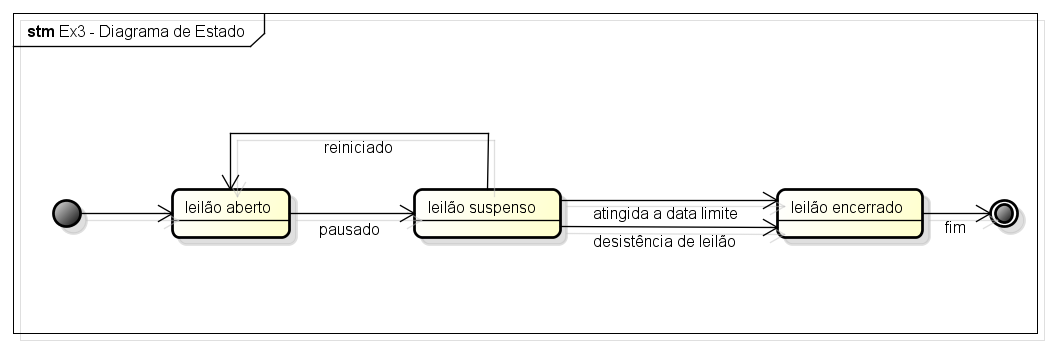 stm Ex3 - Diagrama de Estado
reiniciado
leilão aberto
pausado
leilão suspenso
atingida a data limite
desistência de leilão
leilão encerrado
fim